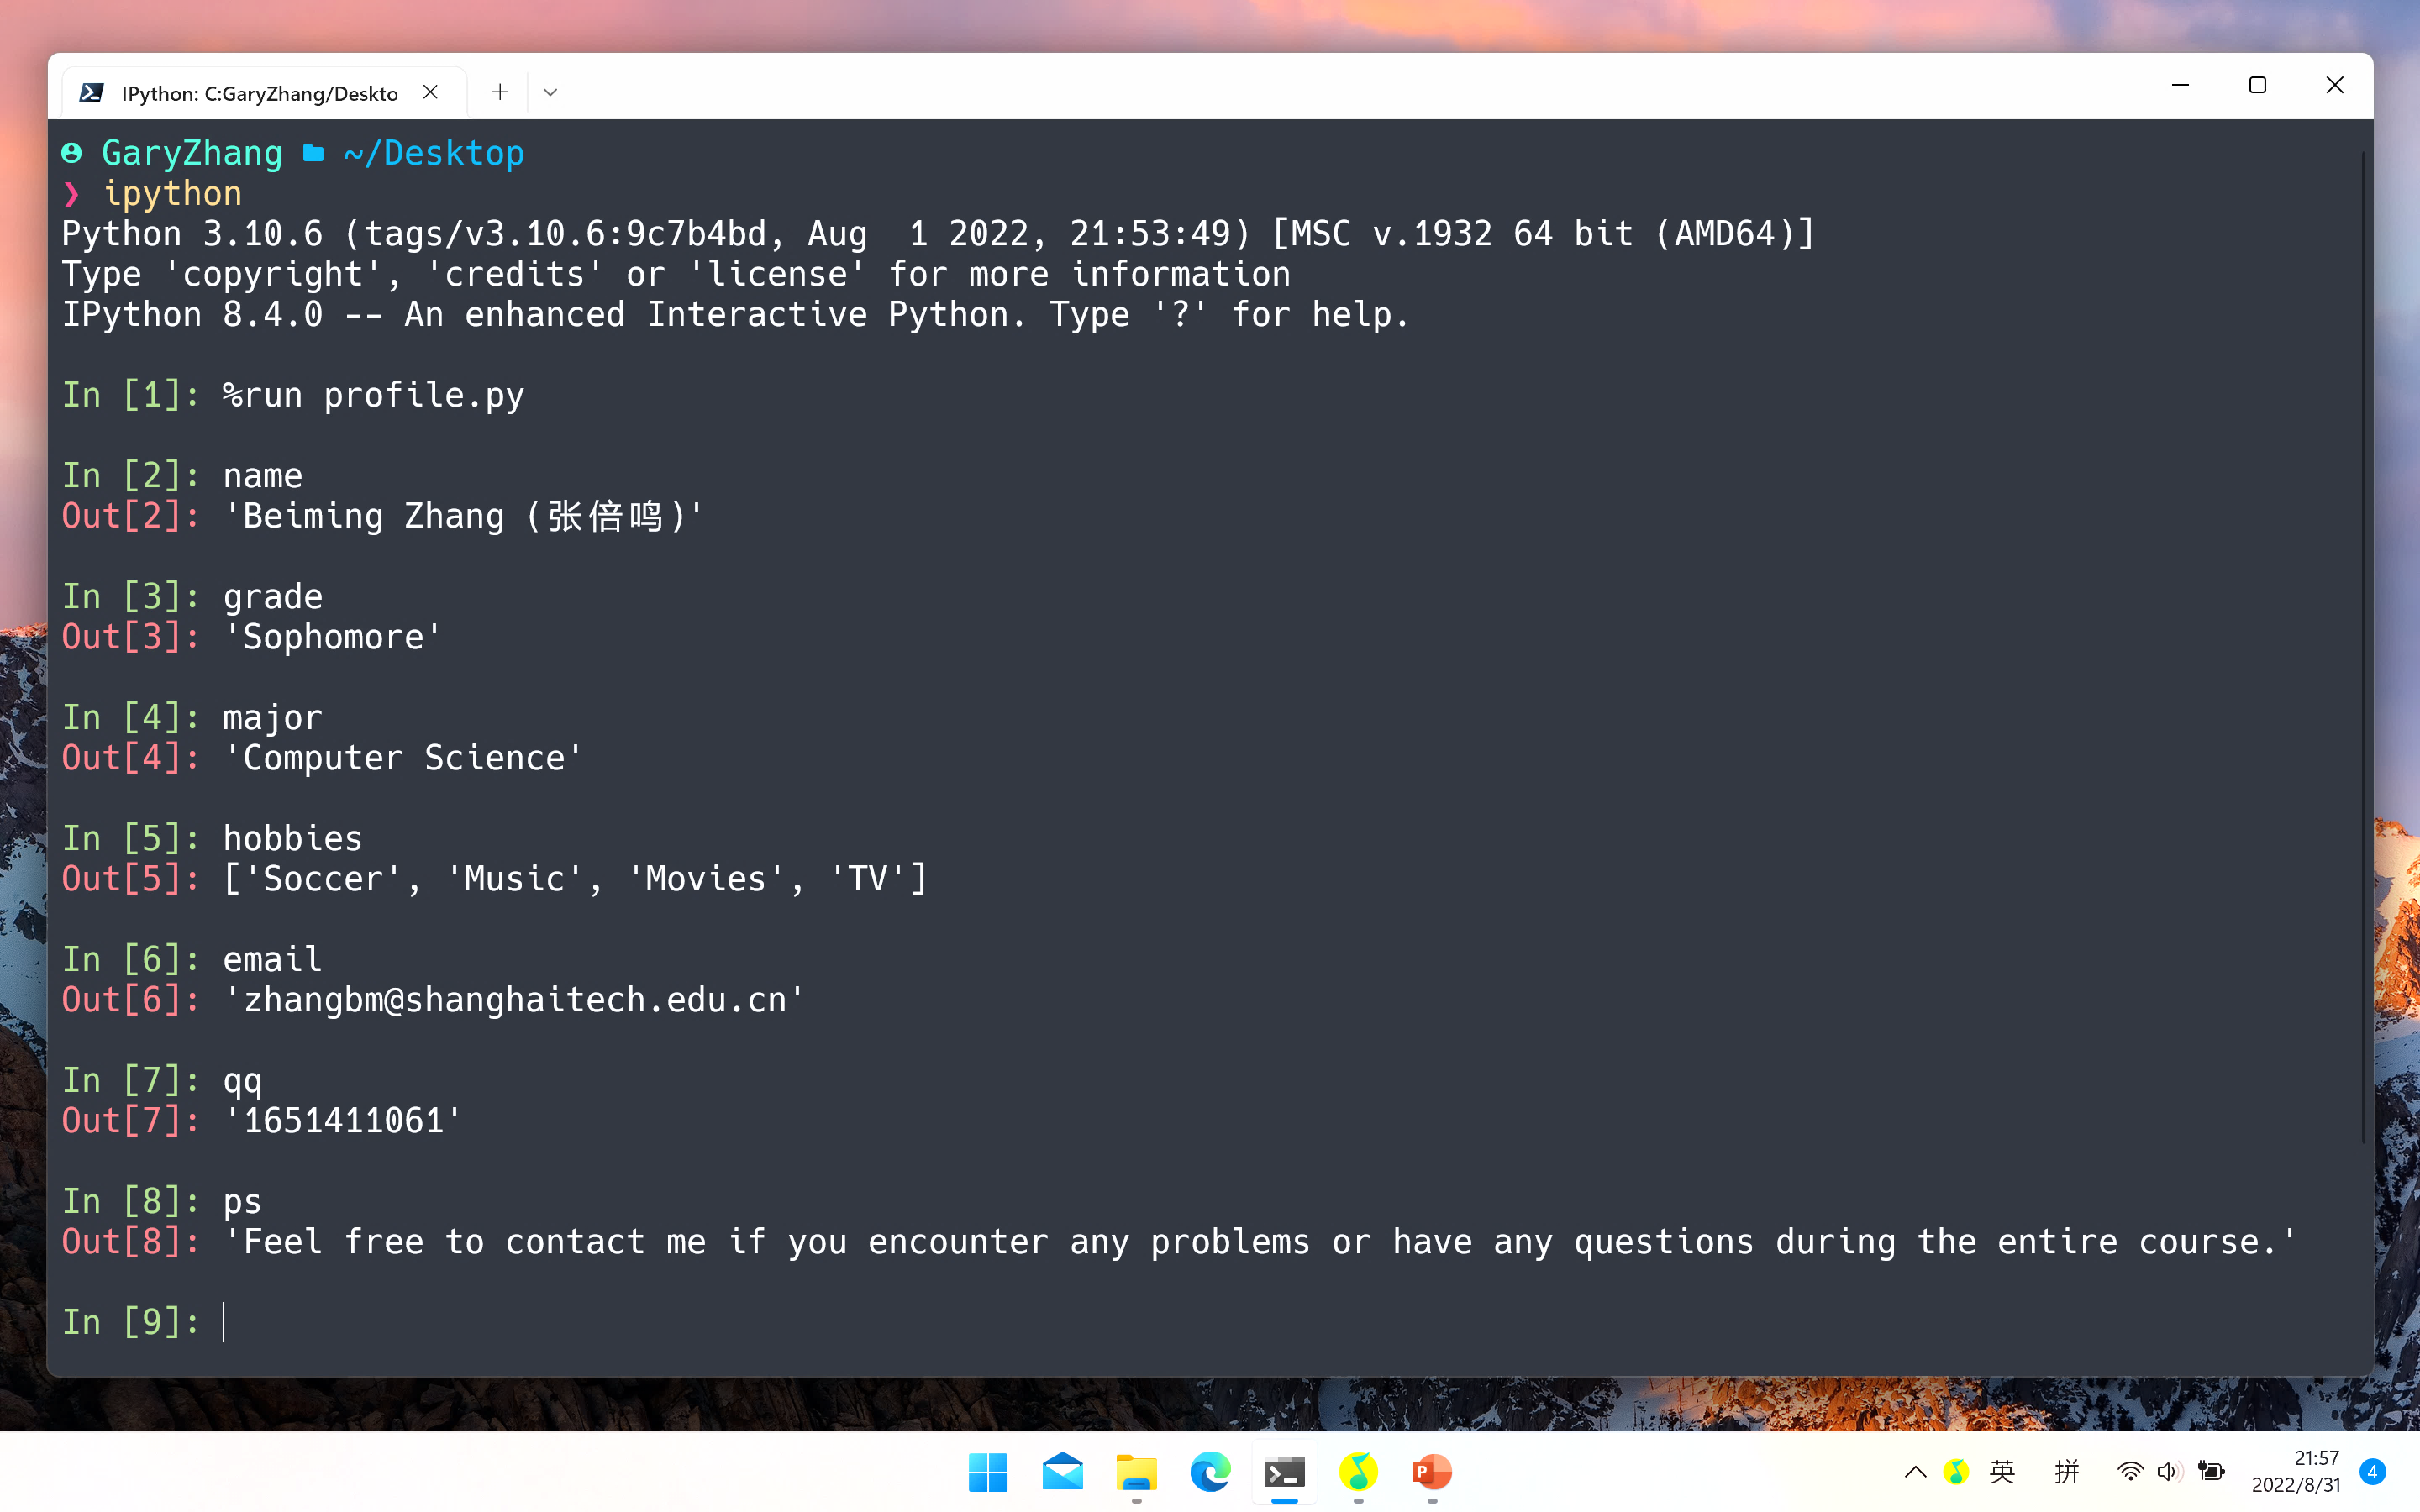 IPython: C:GaryZhang/Deskto
GaryZhang ~/Desktop
❯ ipython
Python 3.10.6 (tags/v3.10.6:9c7b4bd, Aug  1 2022, 21:53:49) [MSC v.1932 64 bit (AMD64)]
Type 'copyright', 'credits' or 'license' for more information
IPython 8.4.0 -- An enhanced Interactive Python. Type '?' for help.
In [1]: %run profile.py
In [2]: name
Out[2]: 'Beiming Zhang (张倍鸣)'
In [3]: grade
Out[3]: 'Sophomore'
In [4]: major
Out[4]: 'Computer Science'
In [5]: hobbies
Out[5]: ['Soccer', 'Music', 'Movies', 'TV']
In [6]: email
Out[6]: 'zhangbm@shanghaitech.edu.cn'
In [7]: qq
Out[7]: '1651411061'
In [8]: ps
Out[8]: 'Feel free to contact me if you encounter any problems or have any questions during the entire course.'
In [9]:
P
英 拼
21:57
2022/8/31
4